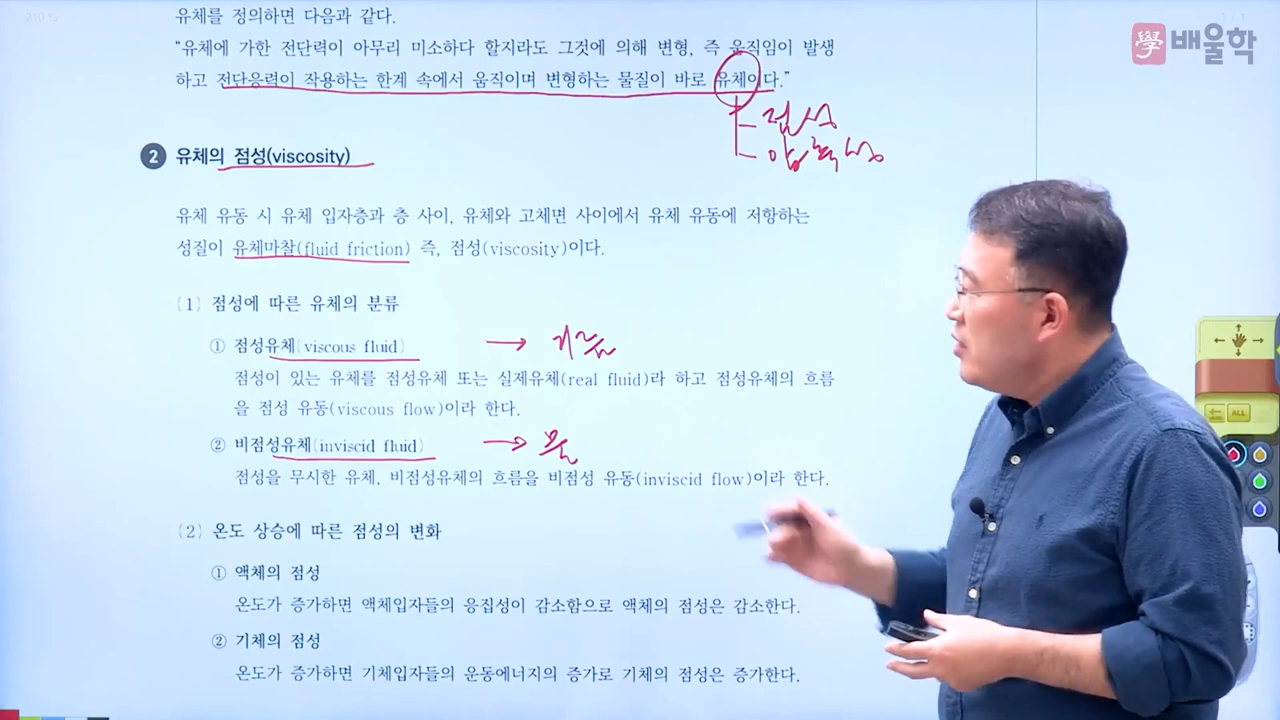 210 %
1 / 1
學 배울학
유체를 정의하면 다음과 같다.
“유체에 가한 전단력이 아무리 미소하다 할지라도 그것에 의해 변형, 즉 움직임이 발생
하고 전단응력이 작용하는 한계 속에서 움직이며 변형하는 물질이 바로 유체이다.”
점성
압축성
2 유체의 점성(viscosity)
유체 유동 시 유체 입자층과 층 사이, 유체와 고체면 사이에서 유체 유동에 저항하는
성질이 유체마찰(fluid friction) 즉, 점성(viscosity)이다.
(1) 점성에 따른 유체의 분류
① 점성유체(viscous fluid) → 기름
점성이 있는 유체를 점성유체 또는 실제유체(real fluid)라 하고 점성유체의 흐름
을 점성 유동(viscous flow)이라 한다.
② 비점성유체(inviscid fluid) → 물
점성을 무시한 유체, 비점성유체의 흐름을 비점성 유동(inviscid flow)이라 한다.
(2) 온도 상승에 따른 점성의 변화
① 액체의 점성
온도가 증가하면 액체입자들의 응집성이 감소함으로 액체의 점성은 감소한다.
② 기체의 점성
온도가 증가하면 기체입자들의 운동에너지의 증가로 기체의 점성은 증가한다.
ALL